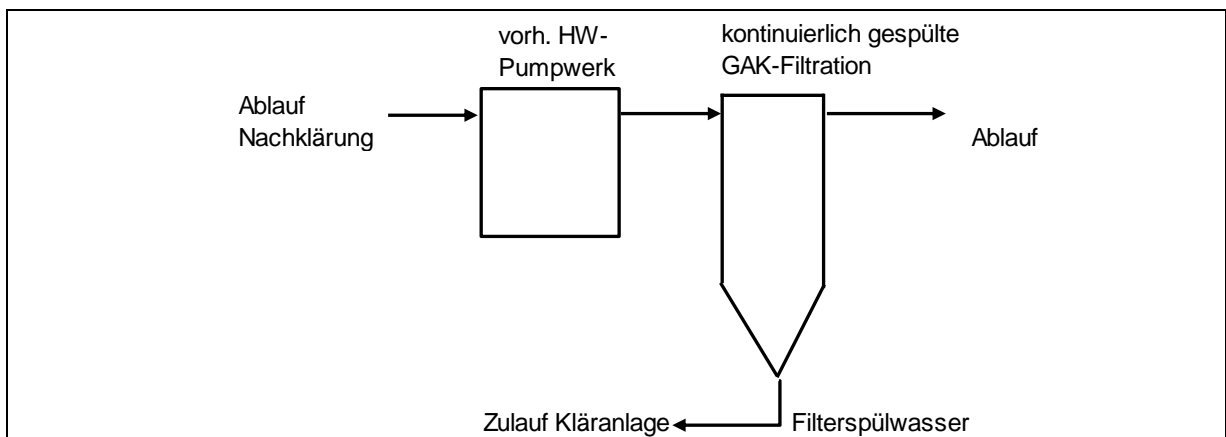 vorh. HW-
Pumpwerk
kontinuierlich gespülte
GAK-Filtration
Ablauf
Nachklärung
Ablauf
Zulauf Kläranlage
Filterspülwasser